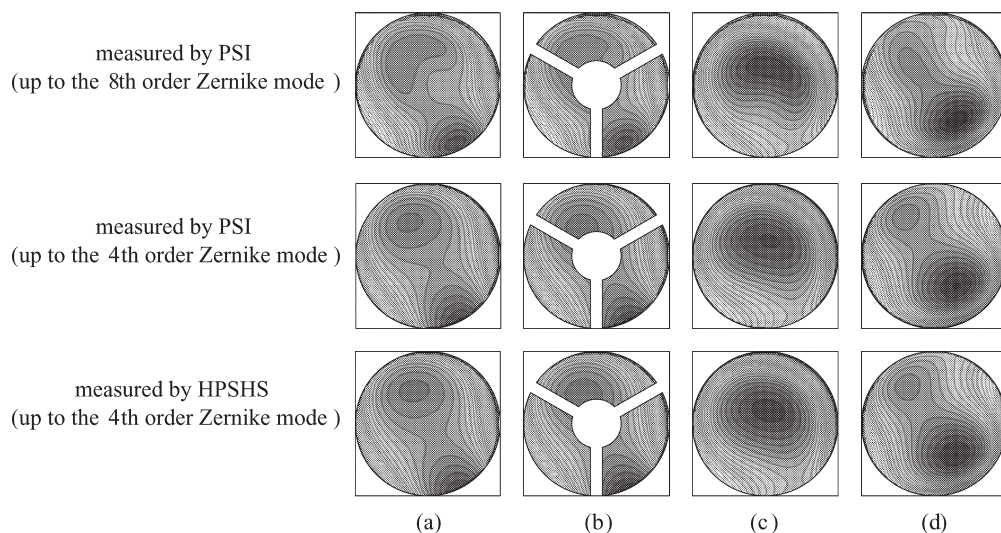 measured by PSI
(up to the 8th order Zernike mode )
measured by PSI
(up to the 4th order Zernike mode )
measured by HPSHS
(up to the 4th order Zernike mode )
(a) (b) (c) (d)